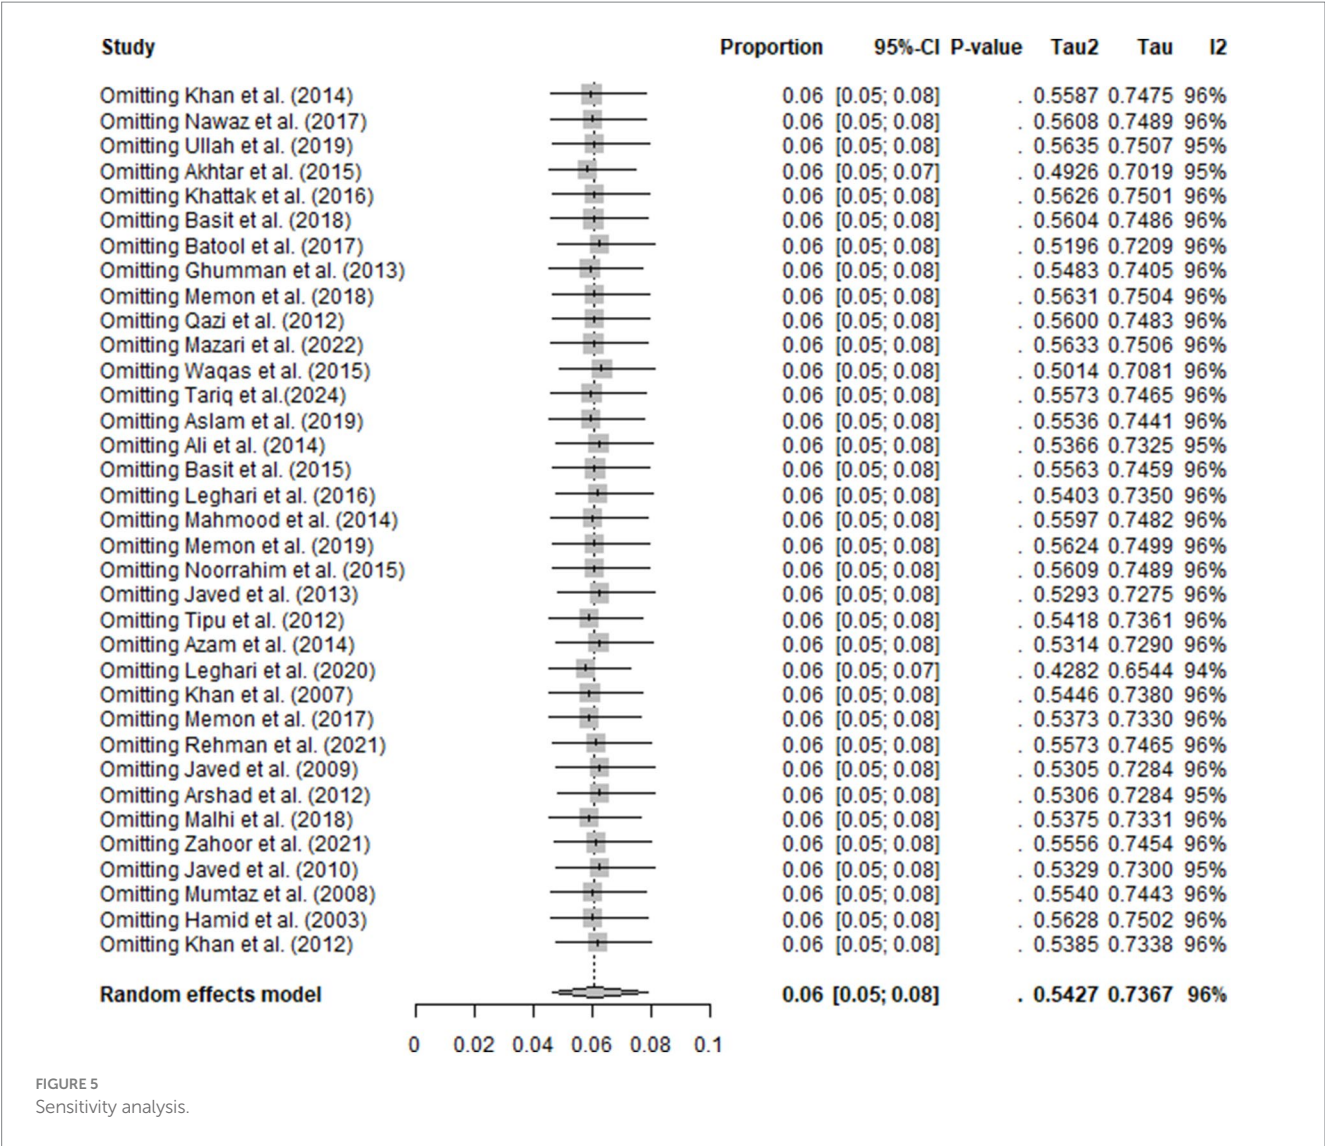 Study Proportion 95%-CI P-value Tau2 Tau I2
Omitting Khan et al. (2014) 0.06 [0.05; 0.08] . 0.5587 0.7475 96%
Omitting Nawaz et al. (2017) 0.06 [0.05; 0.08] . 0.5608 0.7489 96%
Omitting Ullah et al. (2019) 0.06 [0.05; 0.08] . 0.5635 0.7507 95%
Omitting Akhtar et al. (2015) 0.06 [0.05; 0.07] . 0.4926 0.7019 95%
Omitting Khattak et al. (2016) 0.06 [0.05; 0.08] . 0.5626 0.7501 96%
Omitting Basit et al. (2018) 0.06 [0.05; 0.08] . 0.5604 0.7486 96%
Omitting Batool et al. (2017) 0.06 [0.05; 0.08] . 0.5196 0.7209 96%
Omitting Ghumman et al. (2013) 0.06 [0.05; 0.08] . 0.5483 0.7405 96%
Omitting Memon et al. (2018) 0.06 [0.05; 0.08] . 0.5631 0.7504 96%
Omitting Qazi et al. (2012) 0.06 [0.05; 0.08] . 0.5600 0.7483 96%
Omitting Mazari et al. (2022) 0.06 [0.05; 0.08] . 0.5633 0.7506 96%
Omitting Waqas et al. (2015) 0.06 [0.05; 0.08] . 0.5014 0.7081 96%
Omitting Tariq et al.(2024) 0.06 [0.05; 0.08] . 0.5573 0.7465 96%
Omitting Aslam et al. (2019) 0.06 [0.05; 0.08] . 0.5536 0.7441 96%
Omitting Ali et al. (2014) 0.06 [0.05; 0.08] . 0.5366 0.7325 95%
Omitting Basit et al. (2015) 0.06 [0.05; 0.08] . 0.5563 0.7459 96%
Omitting Leghari et al. (2016) 0.06 [0.05; 0.08] . 0.5403 0.7350 96%
Omitting Mahmood et al. (2014) 0.06 [0.05; 0.08] . 0.5597 0.7482 96%
Omitting Memon et al. (2019) 0.06 [0.05; 0.08] . 0.5624 0.7499 96%
Omitting Noorrahim et al. (2015) 0.06 [0.05; 0.08] . 0.5609 0.7489 96%
Omitting Javed et al. (2013) 0.06 [0.05; 0.08] . 0.5293 0.7275 96%
Omitting Tipu et al. (2012) 0.06 [0.05; 0.08] . 0.5418 0.7361 96%
Omitting Azam et al. (2014) 0.06 [0.05; 0.08] . 0.5314 0.7290 96%
Omitting Leghari et al. (2020) 0.06 [0.05; 0.07] . 0.4282 0.6544 94%
Omitting Khan et al. (2007) 0.06 [0.05; 0.08] . 0.5446 0.7380 96%
Omitting Memon et al. (2017) 0.06 [0.05; 0.08] . 0.5373 0.7330 96%
Omitting Rehman et al. (2021) 0.06 [0.05; 0.08] . 0.5573 0.7465 96%
Omitting Javed et al. (2009) 0.06 [0.05; 0.08] . 0.5305 0.7284 96%
Omitting Arshad et al. (2012) 0.06 [0.05; 0.08] . 0.5306 0.7284 95%
Omitting Malhi et al. (2018) 0.06 [0.05; 0.08] . 0.5375 0.7331 96%
Omitting Zahoor et al. (2021) 0.06 [0.05; 0.08] . 0.5556 0.7454 96%
Omitting Javed et al. (2010) 0.06 [0.05; 0.08] . 0.5329 0.7300 95%
Omitting Mumtaz et al. (2008) 0.06 [0.05; 0.08] . 0.5540 0.7443 96%
Omitting Hamid et al. (2003) 0.06 [0.05; 0.08] . 0.5628 0.7502 96%
Omitting Khan et al. (2012) 0.06 [0.05; 0.08] . 0.5385 0.7338 96%
Random effects model 0.06 [0.05; 0.08] . 0.5427 0.7367 96%
0 0.02 0.04 0.06 0.08 0.1
FIGURE 5
Sensitivity analysis.